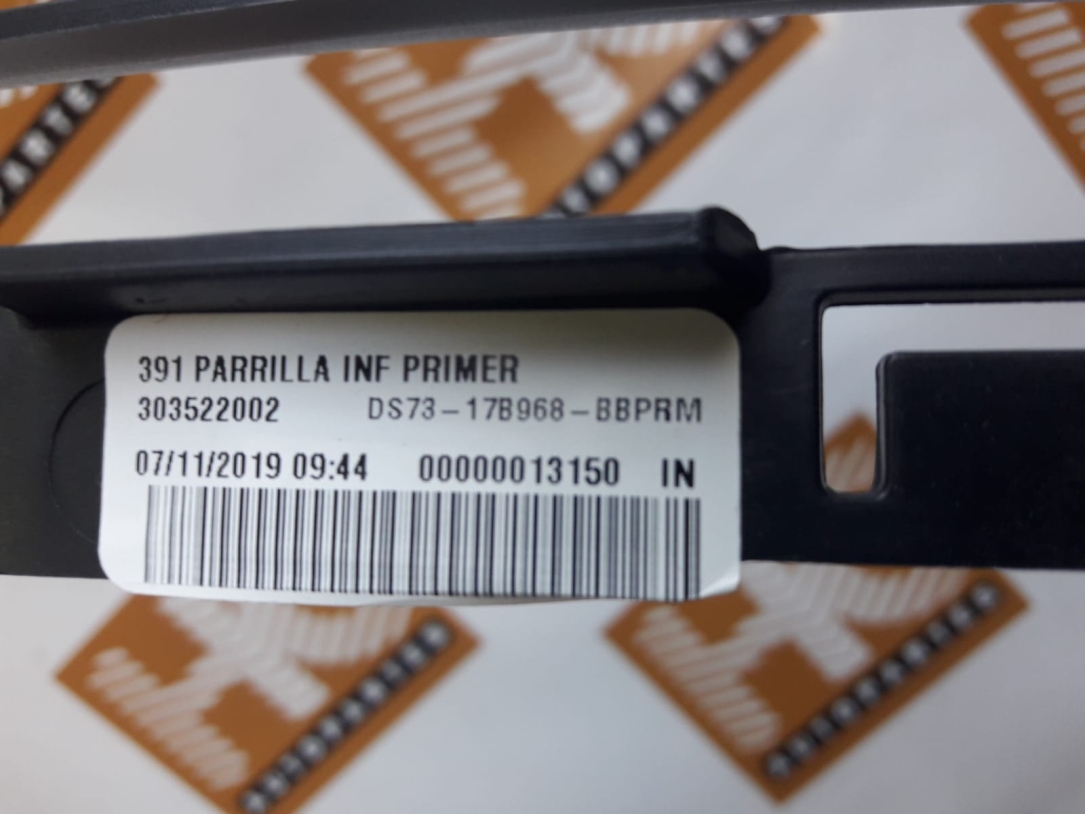 391 PARRILLA INF PRIMER
303522002 DS73-17B968-BBPRM
07/11/2019 09:44 00000013150 IN